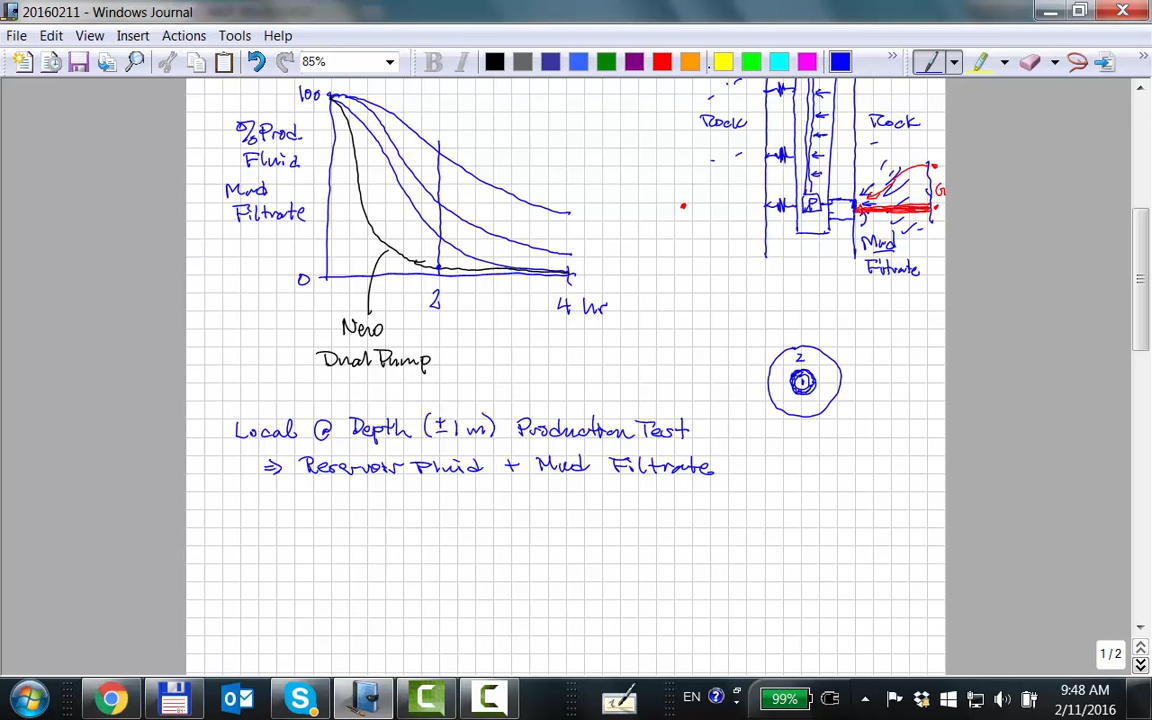 20160211 - Windows Journal
File Edit View Insert Actions Tools Help
85%
B I
100
% Prod.
Fluid
Mud
Filtrate
0
2
4 hr
Dual Pump
Rock
Rock
P
G
Mud
Filtrate
2
1
Local @ Depth (± 1m) Production Test
⇒ Reservoir Fluid + Mud Filtrate
1 / 2
EN
99%
9:48 AM
2/11/2016